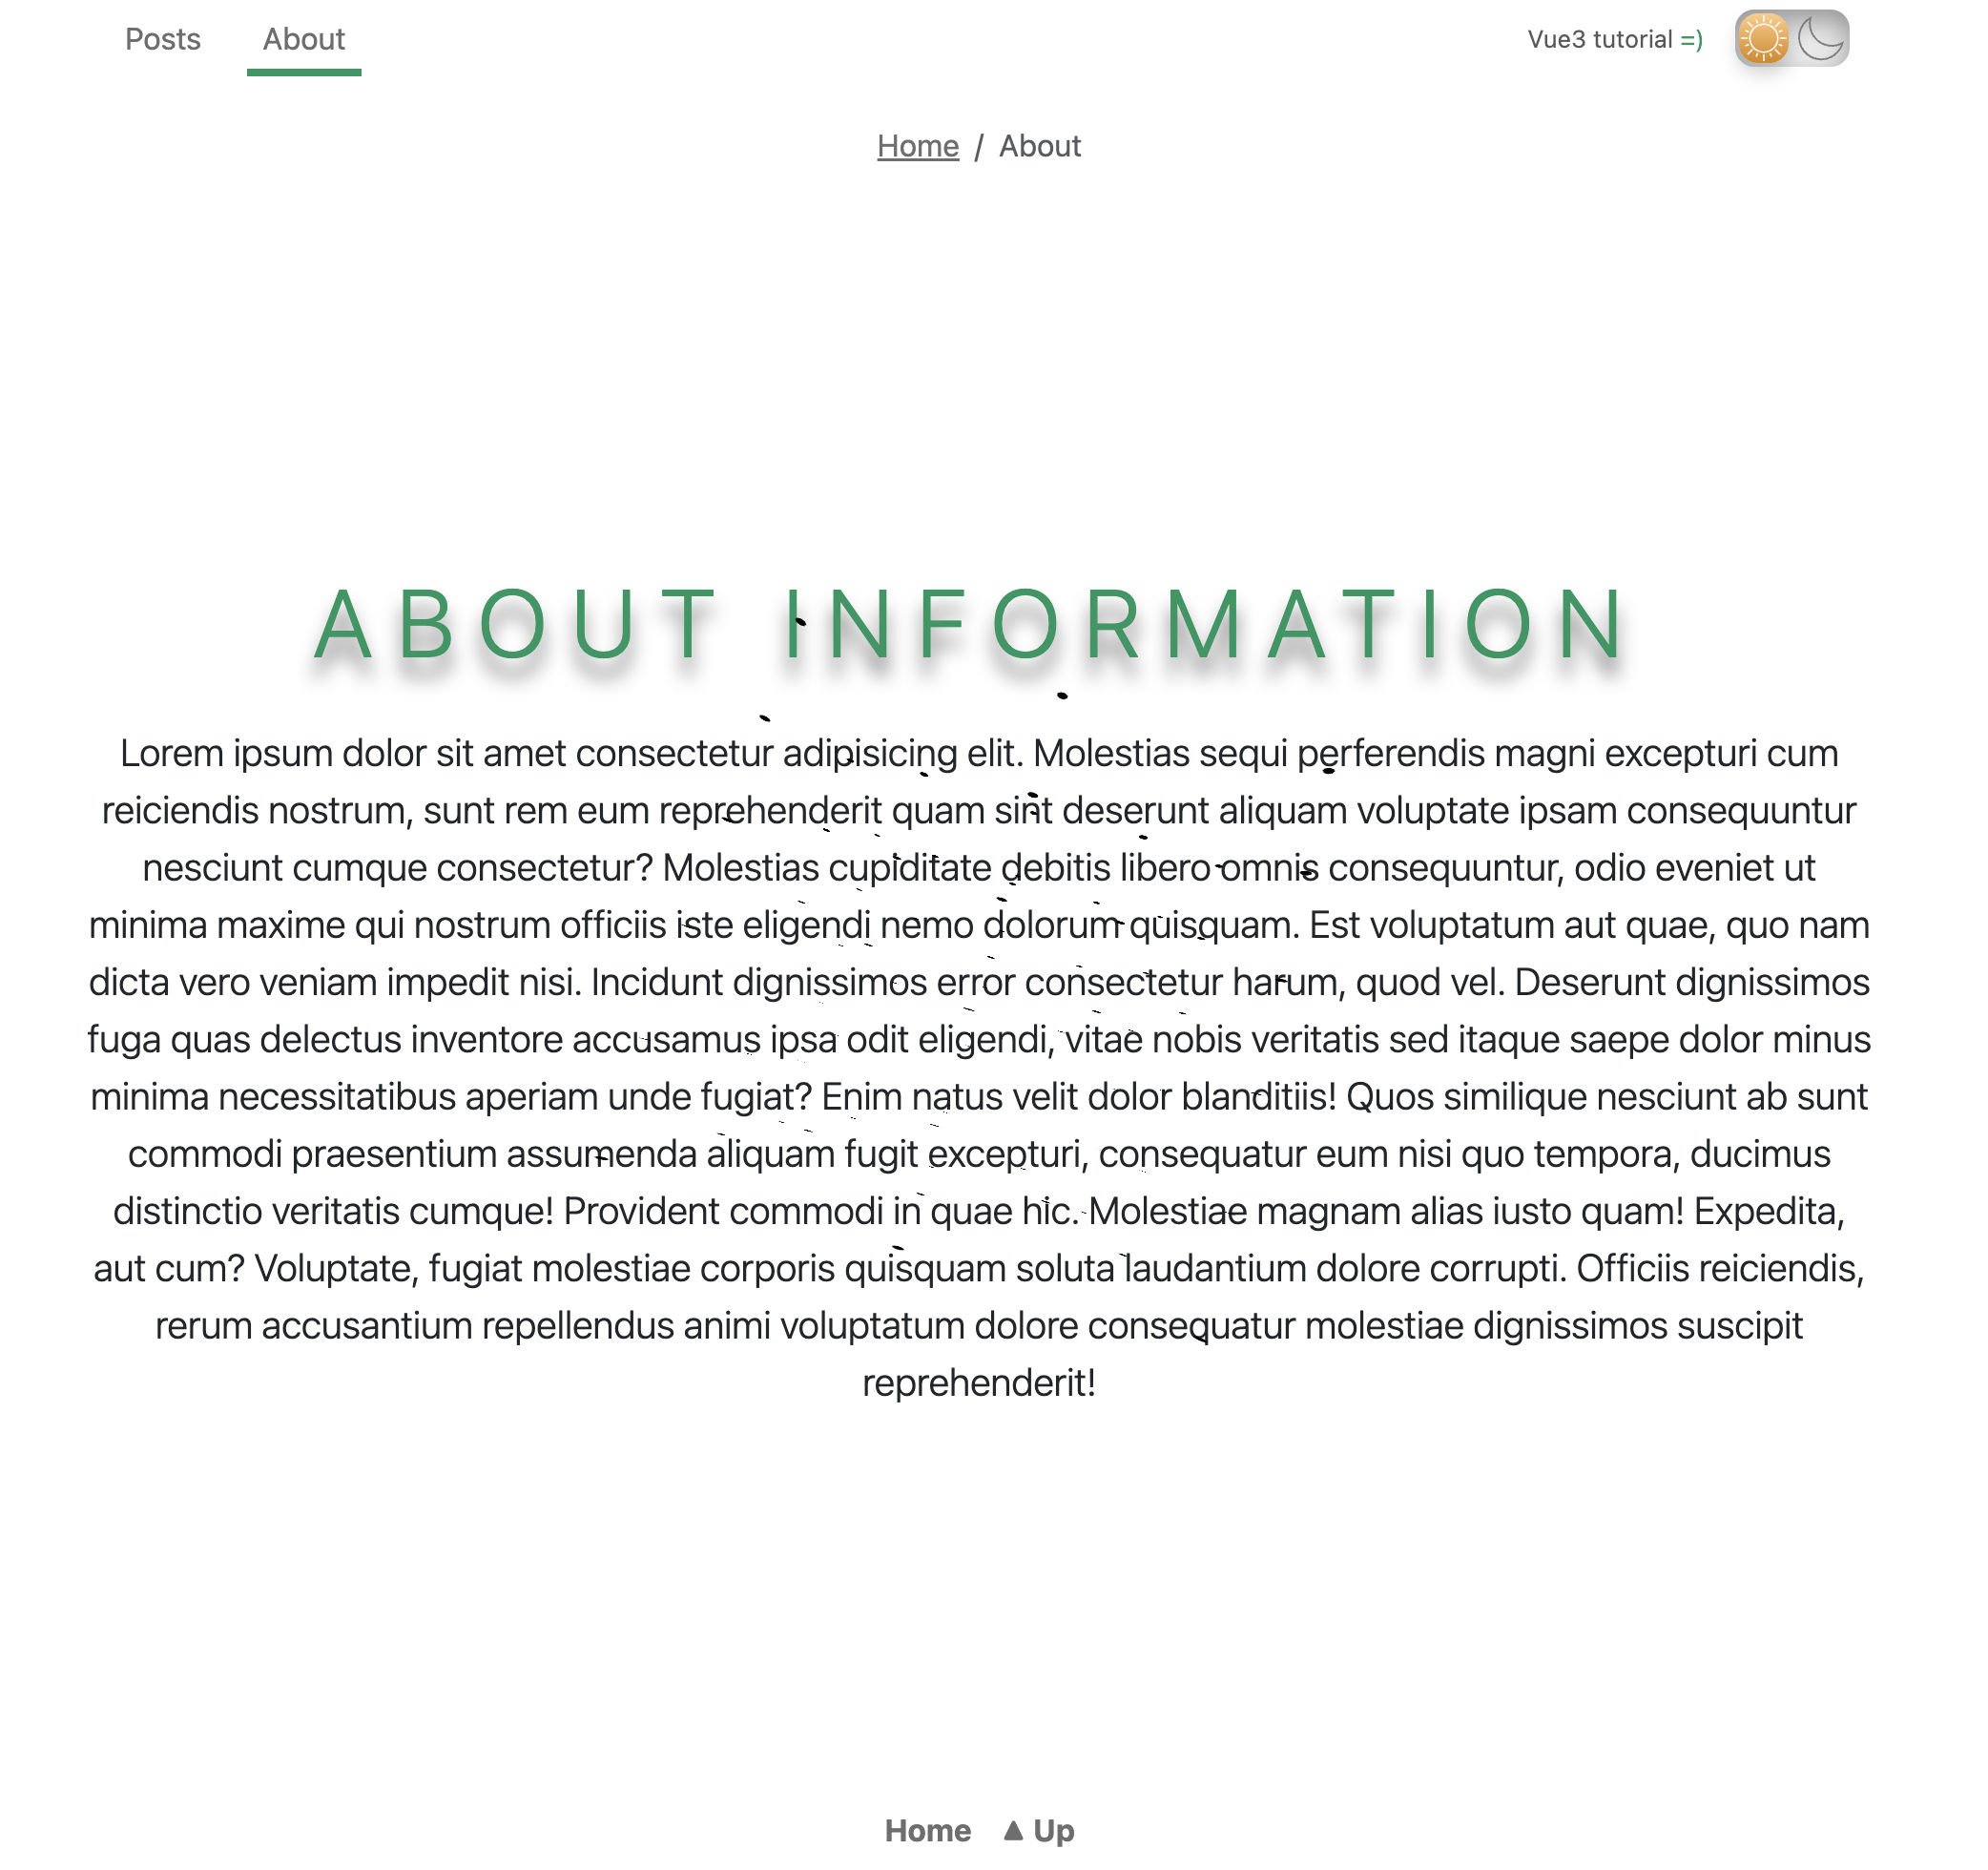 Posts About Vue3 tutorial =)
Home / About
ABOUT INFORMATION
Lorem ipsum dolor sit amet consectetur adipisicing elit. Molestias sequi perferendis magni excepturi cum
reiciendis nostrum, sunt rem eum reprehenderit quam sint deserunt aliquam voluptate ipsam consequuntur
nesciunt cumque consectetur? Molestias cupiditate debitis libero omnis consequuntur, odio eveniet ut
minima maxime qui nostrum officiis iste eligendi nemo dolorum quisquam. Est voluptatum aut quae, quo nam
dicta vero veniam impedit nisi. Incidunt dignissimos error consectetur harum, quod vel. Deserunt dignissimos
fuga quas delectus inventore accusamus ipsa odit eligendi, vitae nobis veritatis sed itaque saepe dolor minus
minima necessitatibus aperiam unde fugiat? Enim natus velit dolor blanditiis! Quos similique nesciunt ab sunt
commodi praesentium assumenda aliquam fugit excepturi, consequatur eum nisi quo tempora, ducimus
distinctio veritatis cumque! Provident commodi in quae hic. Molestiae magnam alias iusto quam! Expedita,
aut cum? Voluptate, fugiat molestiae corporis quisquam soluta laudantium dolore corrupti. Officiis reiciendis,
rerum accusantium repellendus animi voluptatum dolore consequatur molestiae dignissimos suscipit
reprehenderit!
Home ▲ Up